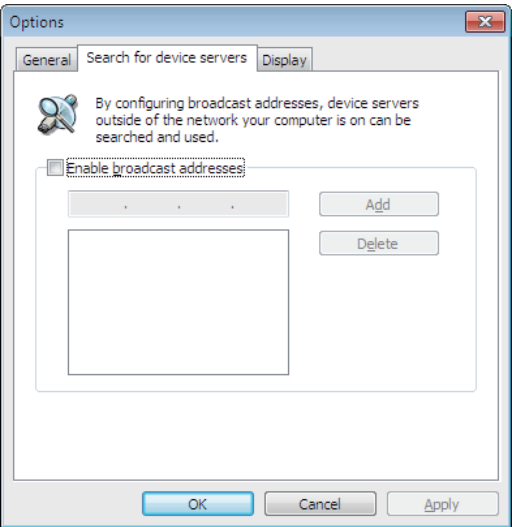 Options
General
Search for device servers
Display
By configuring broadcast addresses, device servers
outside of the network your computer is on can be
searched and used.
Enable broadcast addresses
. . .
Add
Delete
OK
Cancel
Apply